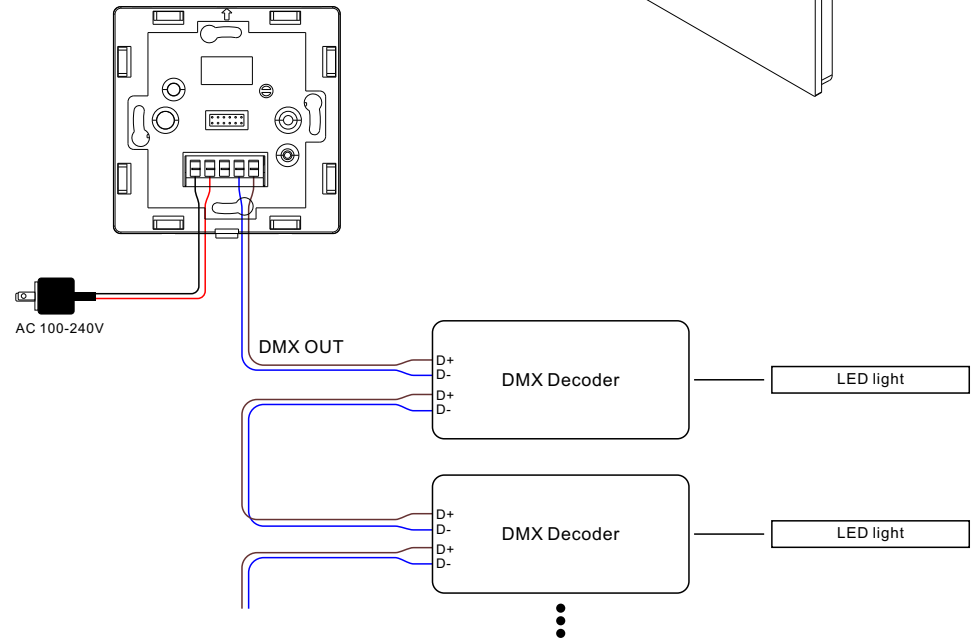 AC 100-240V
DMX OUT
D+
D-
D+
D-
DMX Decoder
LED light
D+
D-
D+
D-
DMX Decoder
LED light